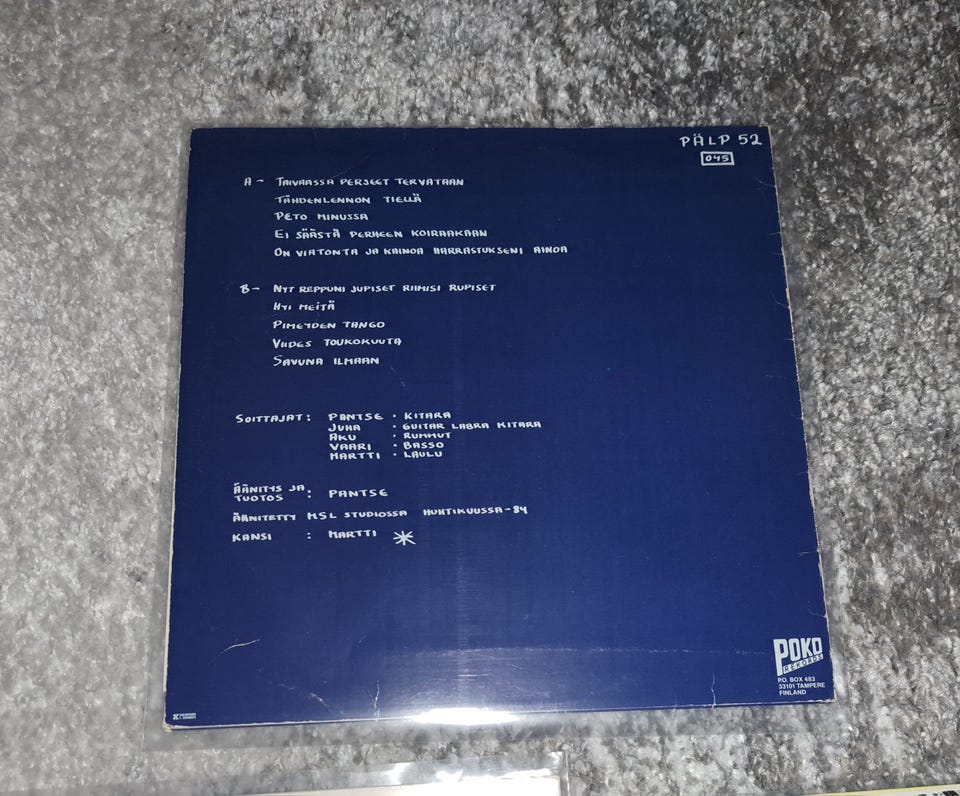 PÄLP 52
045
A - TAIVAASSA PERSEET TERVATAAN
TÄHDENLENNON TIELLÄ
PETO MINUSSA
EI SÄÄSTÄ PERHEEN KOIRAAKAAN
ON VIATONTA JA KAINOA HARRASTUKSENI AINOA
B - NYT REPPUNI JUPISET RIIMISI RUPISET
HYI MEITÄ
PIMEYDEN TANGO
VIIDES TOUKOKUUTA
SAVUNA ILMAAN
SOITTAJAT : PANTSE · KITARA
JUHA · GUITAR LABRA KITARA
AKU · RUMMUT
VAARI · BASSO
MARTTI · LAULU
ÄÄNITYS JA TUOTOS : PANTSE
ÄÄNITETTY MSL STUDIOSSA HUHTIKUUSSA -84
KANSI : MARTTI
POKO
REKORDS
P.O. BOX 483
33101 TAMPERE
FINLAND